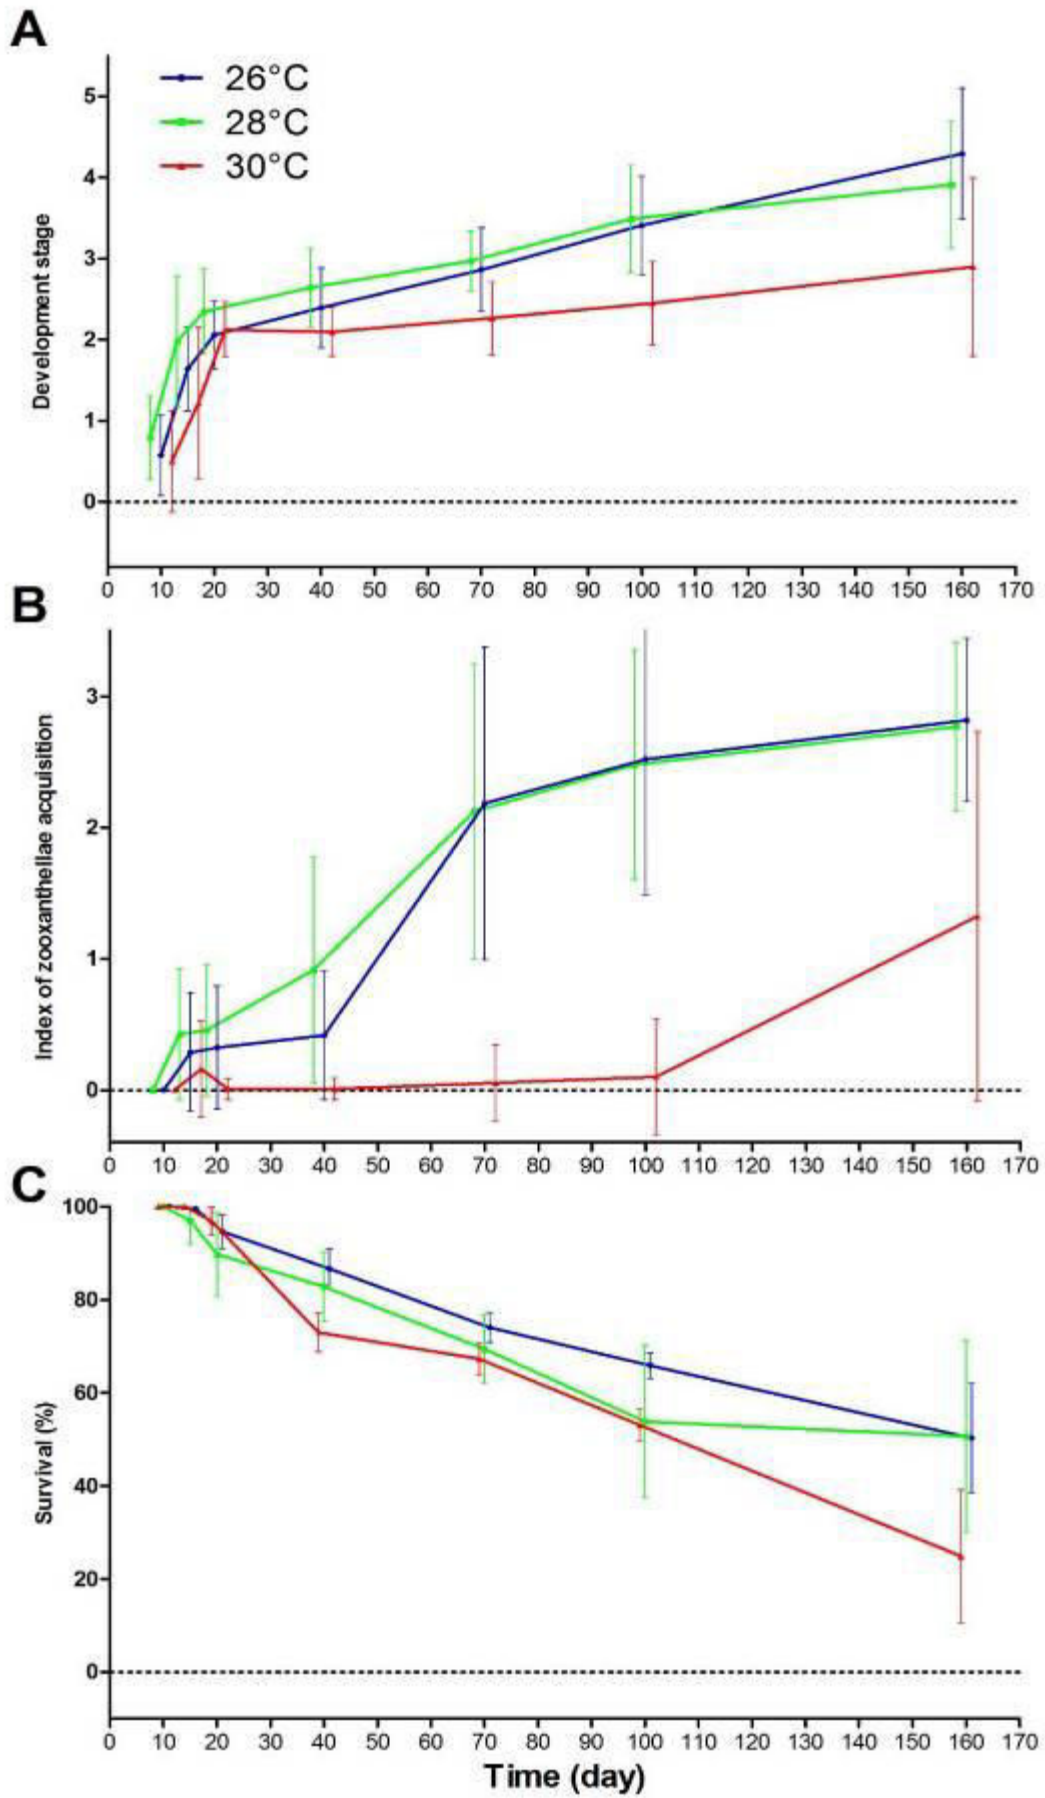 A
26°C
28°C
30°C
Development stage
5
4
3
2
1
0
0 10 20 30 40 50 60 70 80 90 100 110 120 130 140 150 160 170
B
Index of zooxanthellae acquisition
3
2
1
0
0 10 20 30 40 50 60 70 80 90 100 110 120 130 140 150 160 170
C
Survival (%)
100
80
60
40
20
0
0 10 20 30 40 50 60 70 80 90 100 110 120 130 140 150 160 170
Time (day)